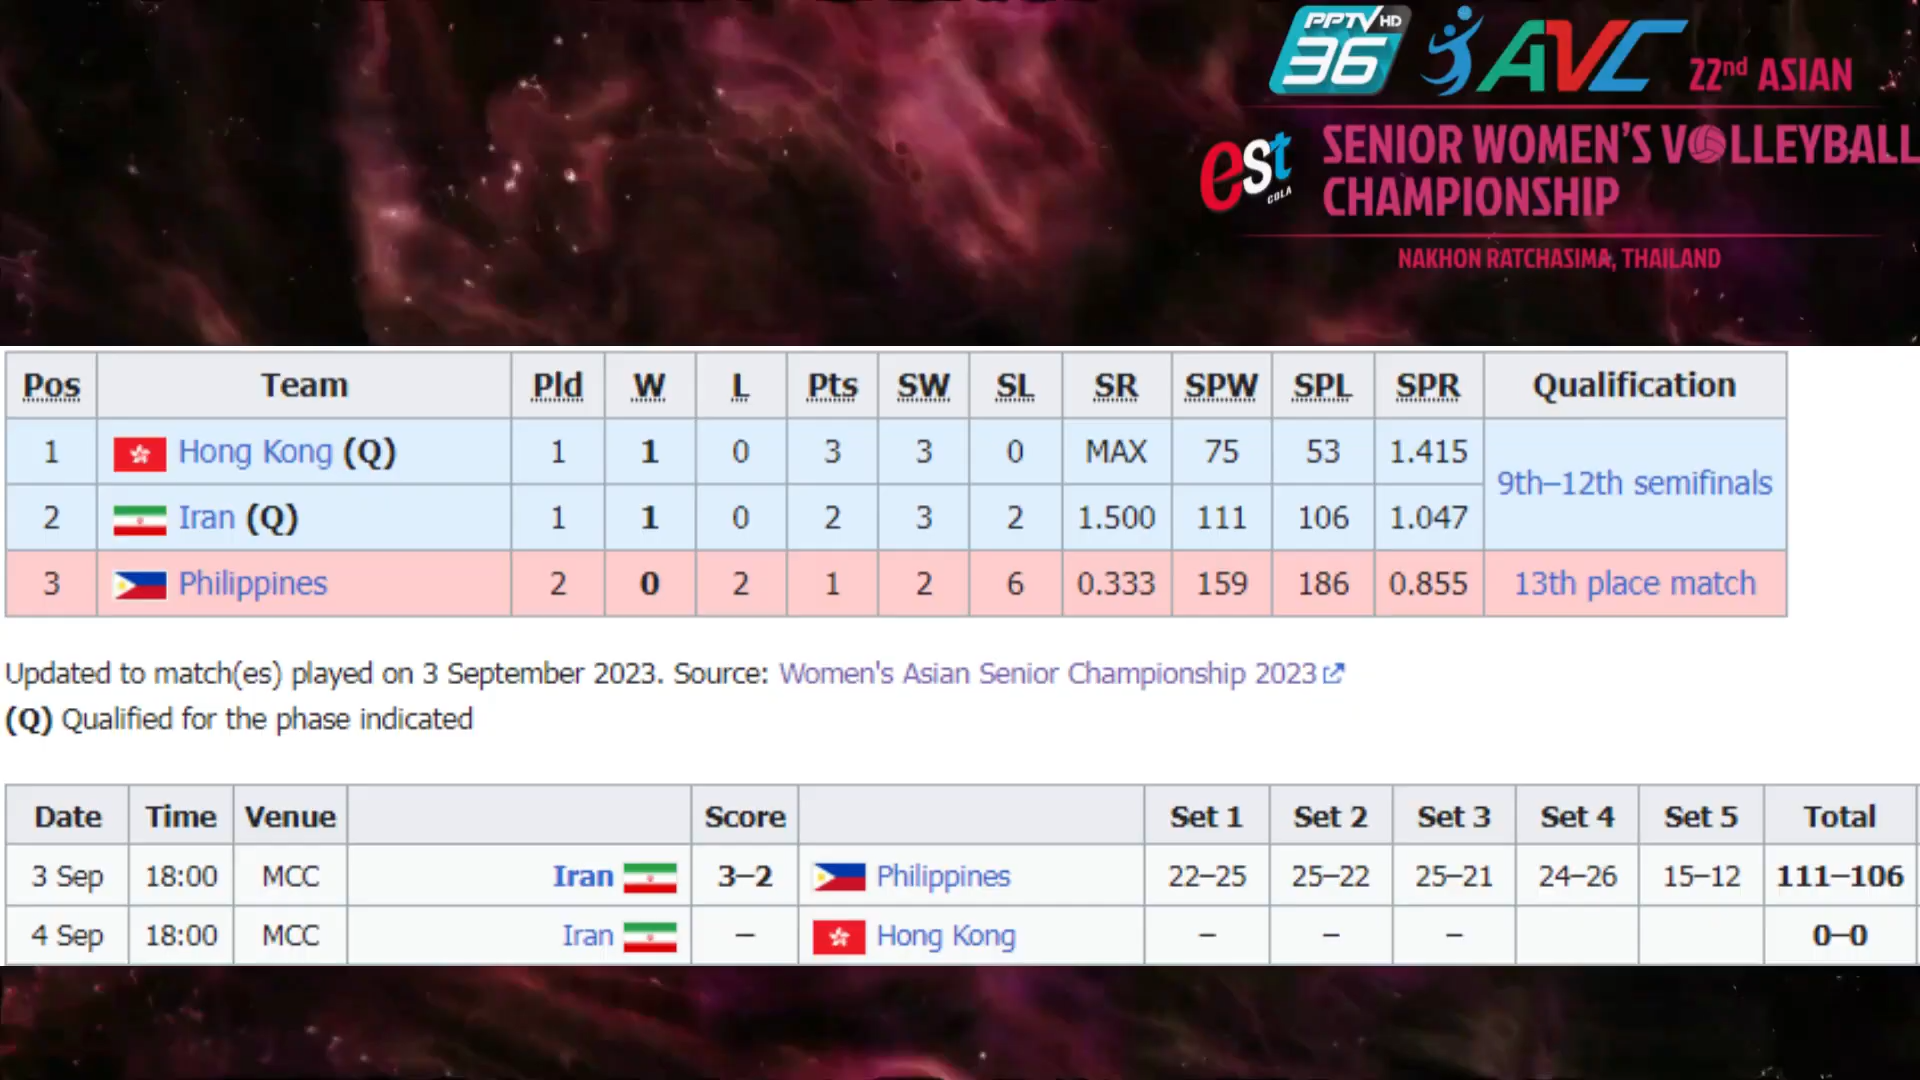 PPTV HD
36
AVC 22nd ASIAN
est
COLA
SENIOR WOMEN'S VOLLEYBALL
CHAMPIONSHIP
NAKHON RATCHASIMA, THAILAND
Pos Team Pld W L Pts SW SL SR SPW SPL SPR Qualification
1 Hong Kong (Q) 1 1 0 3 3 0 MAX 75 53 1.415 9th–12th semifinals
2 Iran (Q) 1 1 0 2 3 2 1.500 111 106 1.047
3 Philippines 2 0 2 1 2 6 0.333 159 186 0.855 13th place match
Updated to match(es) played on 3 September 2023. Source: Women's Asian Senior Championship 2023
(Q) Qualified for the phase indicated
Date Time Venue Score Set 1 Set 2 Set 3 Set 4 Set 5 Total
3 Sep 18:00 MCC Iran 3–2 Philippines 22–25 25–22 25–21 24–26 15–12 111–106
4 Sep 18:00 MCC Iran – Hong Kong – – – 0–0